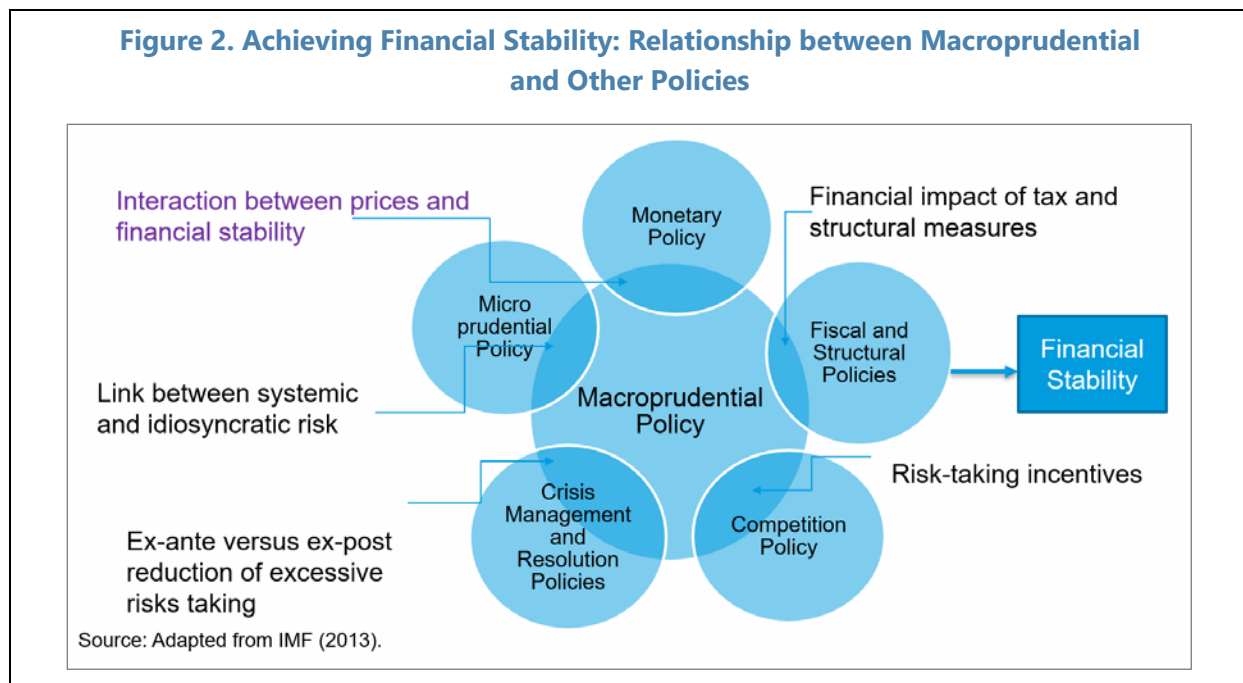 Figure 2. Achieving Financial Stability: Relationship between Macroprudential
and Other Policies
Interaction between prices and
financial stability
Monetary
Policy
Financial impact of tax and
structural measures
Micro
prudential
Policy
Fiscal and
Structural
Policies
Financial
Stability
Macroprudential
Policy
Link between systemic
and idiosyncratic risk
Risk-taking incentives
Crisis
Management
and
Resolution
Policies
Competition
Policy
Ex-ante versus ex-post
reduction of excessive
risks taking
Source: Adapted from IMF (2013).